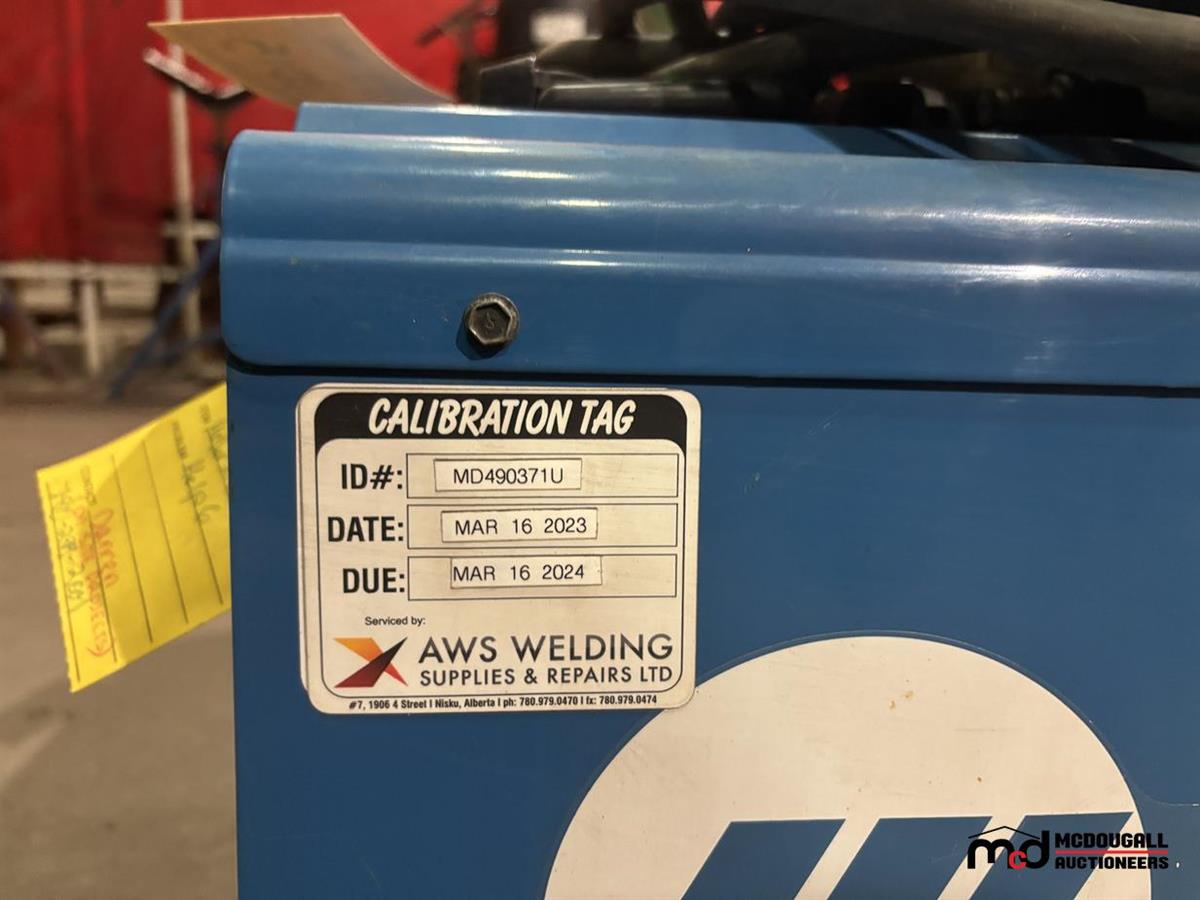 CALIBRATION TAG
ID#: MD490371U
DATE: MAR 16 2023
DUE: MAR 16 2024
Serviced by:
AWS WELDING
SUPPLIES & REPAIRS LTD
#7, 1906 4 Street I Nisku, Alberta I ph: 780.979.0470 I fx: 780.979.0474
mcd MCDOUGALL
AUCTIONEERS